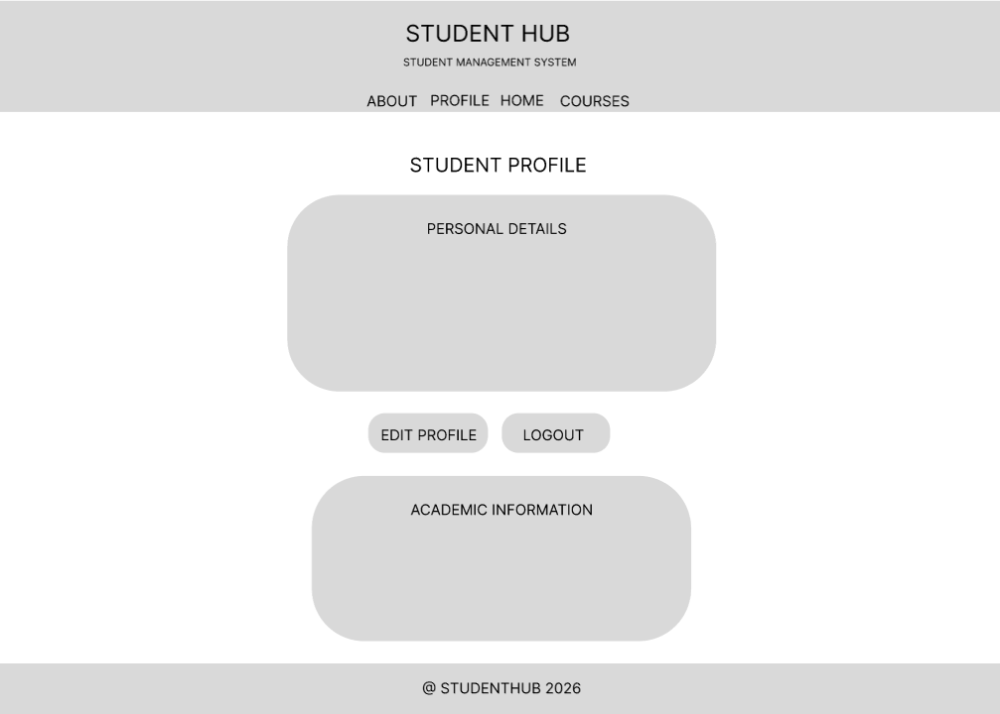 STUDENT HUB
STUDENT MANAGEMENT SYSTEM
ABOUT PROFILE HOME COURSES
STUDENT PROFILE
PERSONAL DETAILS
EDIT PROFILE LOGOUT
ACADEMIC INFORMATION
@ STUDENTHUB 2026